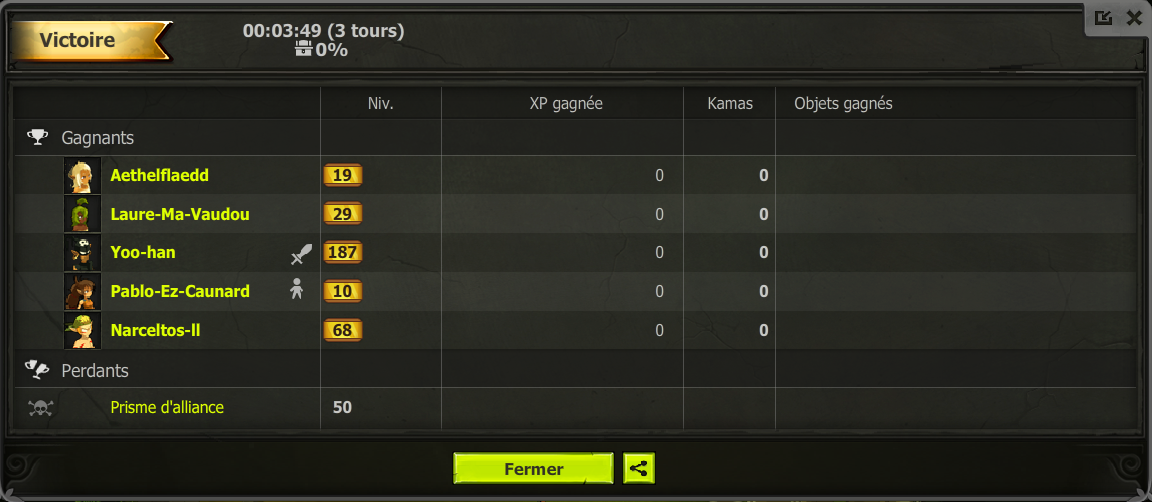 Victoire
00:03:49 (3 tours)
0%
Niv. XP gagnée Kamas Objets gagnés
Gagnants
Aethelflaedd 19 0 0
Laure-Ma-Vaudou 29 0 0
Yoo-han 187 0 0
Pablo-Ez-Caunard 10 0 0
Narceltos-ll 68 0 0
Perdants
Prisme d'alliance 50
Fermer